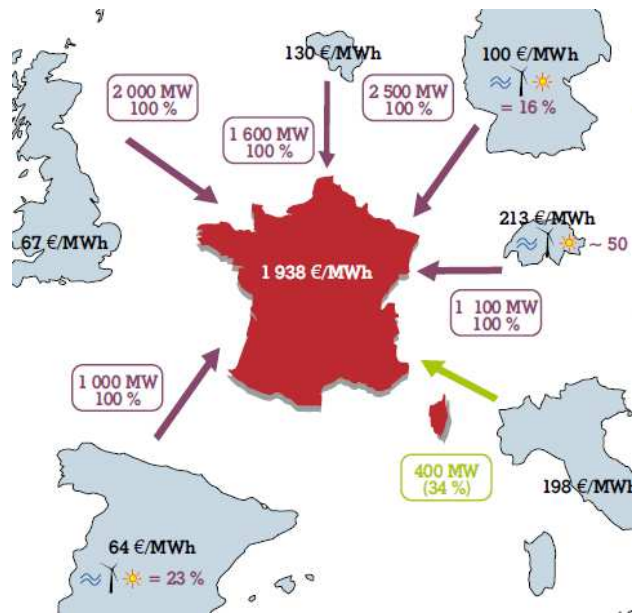 130 €/MWh
100 €/MWh
= 16 %
2 000 MW
100 %
2 500 MW
100 %
1 600 MW
100 %
213 €/MWh
~ 50
67 €/MWh
1 938 €/MWh
1 100 MW
100 %
1 000 MW
100 %
400 MW
(34 %)
198 €/MWh
64 €/MWh
= 23 %